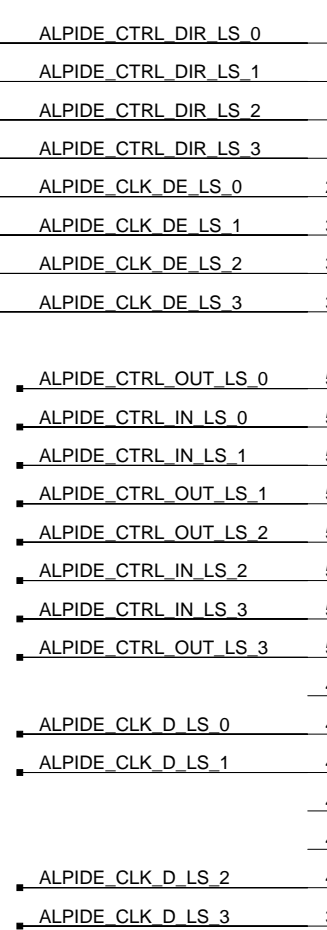 ALPIDE_CTRL_DIR_LS_0
ALPIDE_CTRL_DIR_LS_1
ALPIDE_CTRL_DIR_LS_2
ALPIDE_CTRL_DIR_LS_3
ALPIDE_CLK_DE_LS_0
ALPIDE_CLK_DE_LS_1
ALPIDE_CLK_DE_LS_2
ALPIDE_CLK_DE_LS_3
ALPIDE_CTRL_OUT_LS_0
ALPIDE_CTRL_IN_LS_0
ALPIDE_CTRL_IN_LS_1
ALPIDE_CTRL_OUT_LS_1
ALPIDE_CTRL_OUT_LS_2
ALPIDE_CTRL_IN_LS_2
ALPIDE_CTRL_IN_LS_3
ALPIDE_CTRL_OUT_LS_3
ALPIDE_CLK_D_LS_0
ALPIDE_CLK_D_LS_1
ALPIDE_CLK_D_LS_2
ALPIDE_CLK_D_LS_3